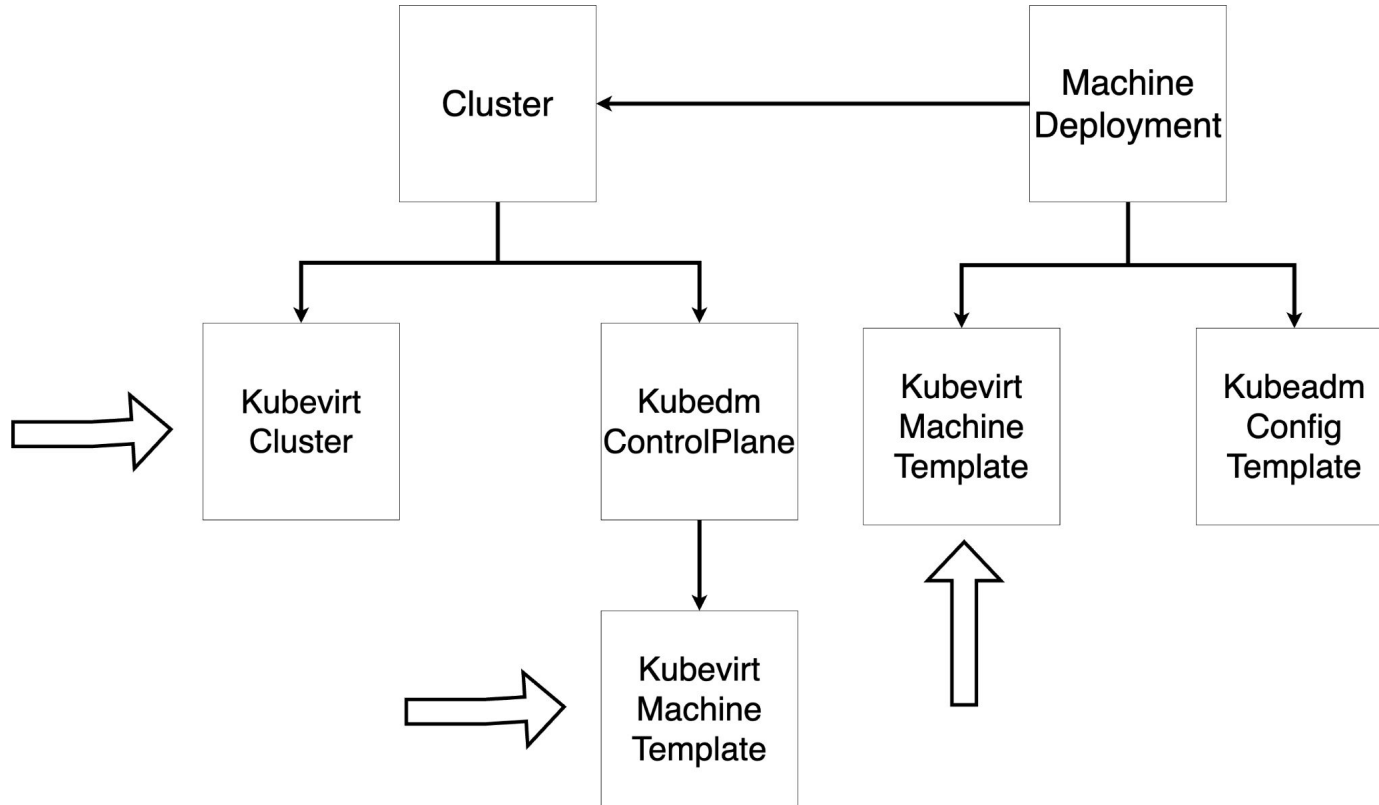 Cluster
Machine
Deployment
Kubevirt
Cluster
Kubedm
ControlPlane
Kubevirt
Machine
Template
Kubeadm
Config
Template
Kubevirt
Machine
Template